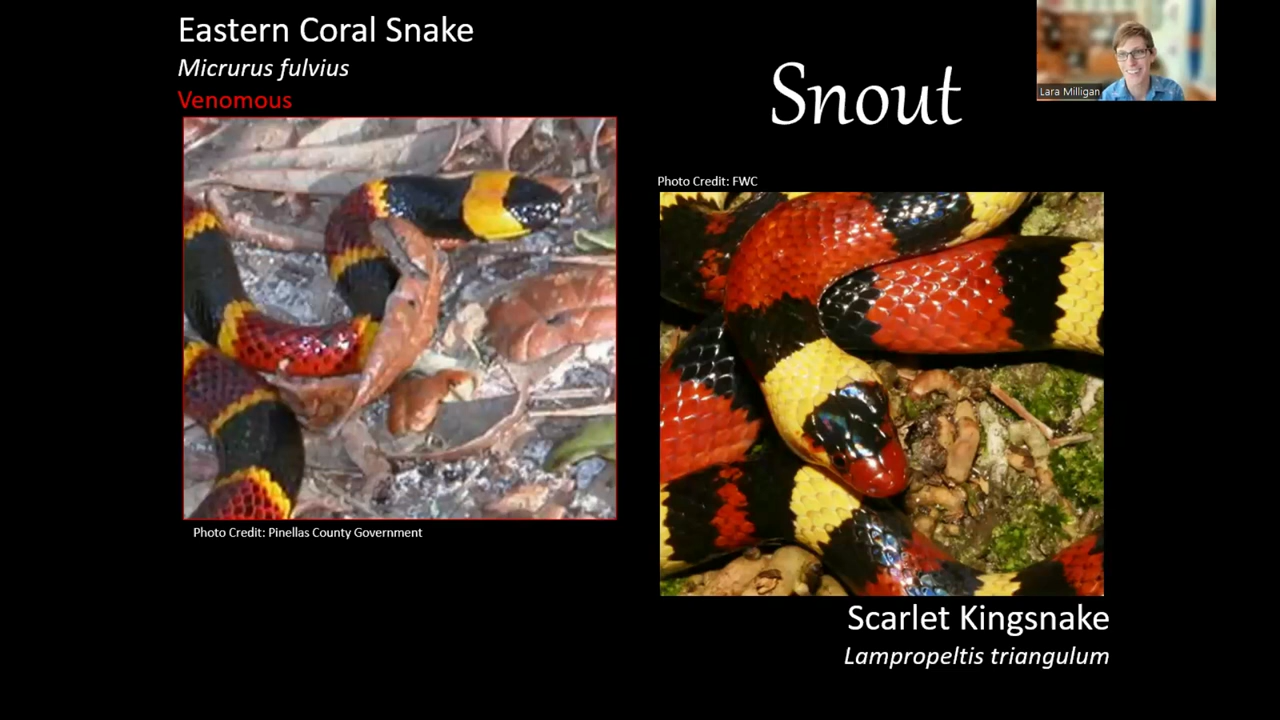 Eastern Coral Snake
Micrurus fulvius
Venomous
Snout
Lara Milligan
Photo Credit: FWC
Photo Credit: Pinellas County Government
Scarlet Kingsnake
Lampropeltis triangulum